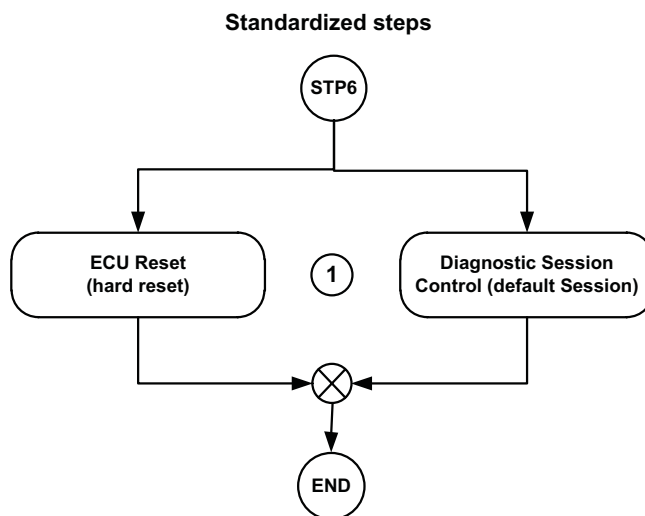 Standardized steps
STP6
ECU Reset
(hard reset)
1
Diagnostic Session
Control (default Session)
END